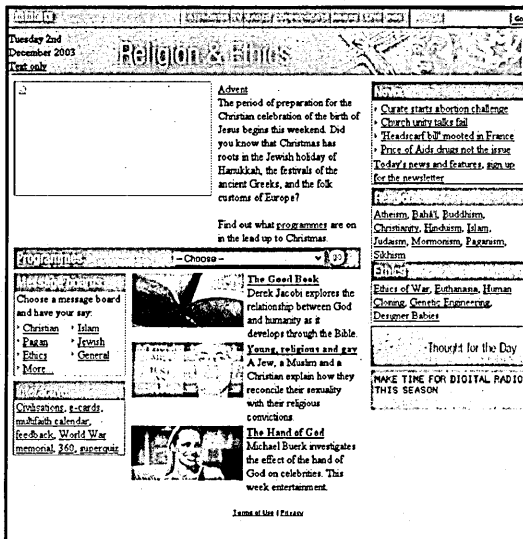 Tuesday 2nd
December 2003
Text only
Religion & Ethics
Advent
The period of preparation for the
Christian celebration of the birth of
Jesus begins this weekend. Did
you know that Christmas has
roots in the Jewish holiday of
Hanukkah, the festivals of the
ancient Greeks, and the folk
customs of Europe?
Find out what programmes are on
in the lead up to Christmas.
Programmes
-- Choose --
GO
Message boards
Choose a message board
and have your say:
Christian
Islam
Pagan
Jewish
Ethics
General
More...
Civilisations, e-cards,
multifaith calendar,
feedback, World War
memorial, 360, superquiz
The Good Book
Derek Jacobi explores the
relationship between God
and humanity as it
develops through the Bible.
Young, religious and gay
A Jew, a Muslim and a
Christian explain how they
reconcile their sexuality
with their religious
convictions.
The Hand of God
Michael Buerk investigates
the effect of the hand of
God on celebrities. This
week entertainment.
News
Curate starts abortion challenge
Church unity talks fail
'Headscarf bill' mooted in France
Price of Aids drugs not the issue
Today's news and features, sign up
for the newsletter
Religion
Atheism, Bahá'í, Buddhism,
Christianity, Hinduism, Islam,
Judaism, Mormonism, Paganism,
Sikhism
Ethics
Ethics of War, Euthanasia, Human
Cloning, Genetic Engineering,
Designer Babies
Thought for the Day
MAKE TIME FOR DIGITAL RADIO
THIS SEASON
Terms of Use | Privacy